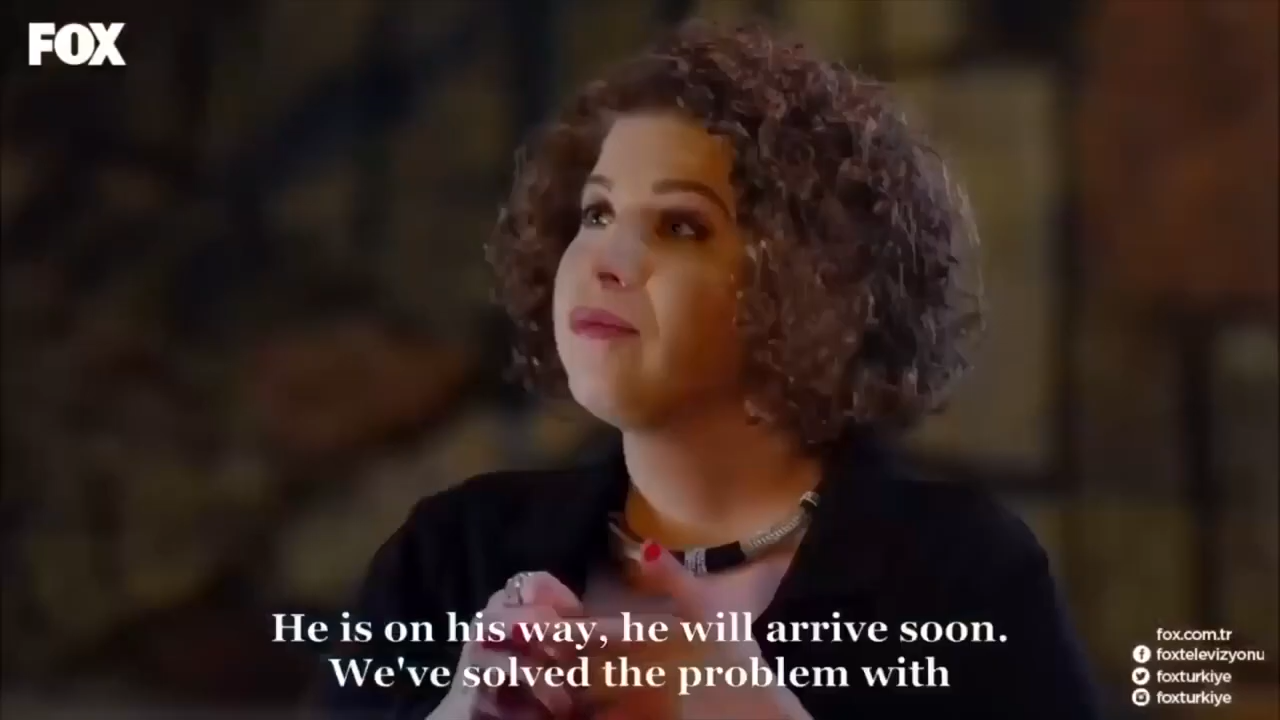 FOX
He is on his way, he will arrive soon.
We've solved the problem with
fox.com.tr
foxtelevizyonu
foxturkiye
foxturkiye